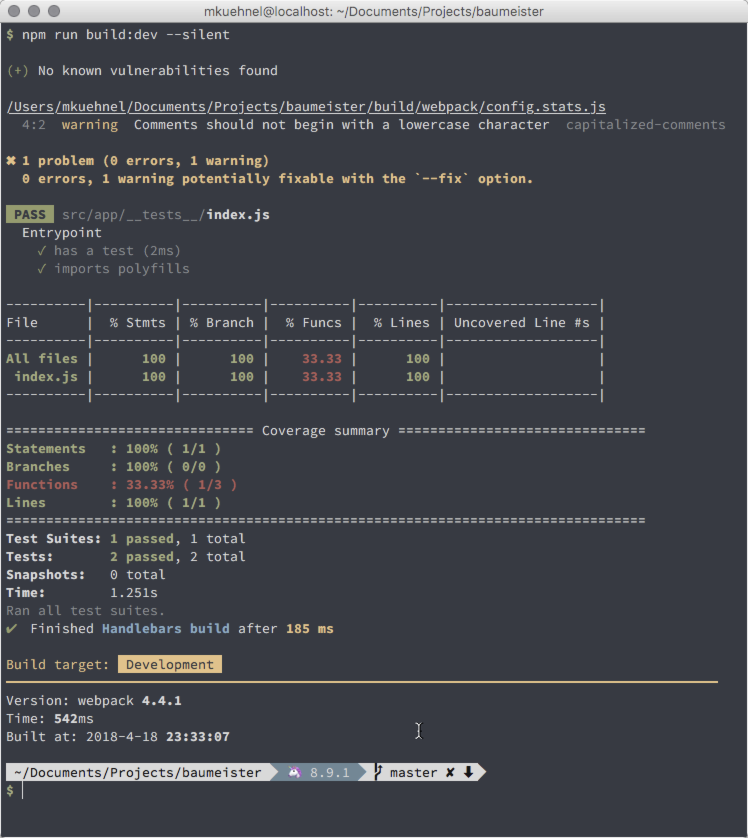 mkuehnel@localhost: ~/Documents/Projects/baumeister
$ npm run build:dev --silent
(+) No known vulnerabilities found
/Users/mkuehnel/Documents/Projects/baumeister/build/webpack/config.stats.js
4:2  warning  Comments should not begin with a lowercase character  capitalized-comments
✖ 1 problem (0 errors, 1 warning)
0 errors, 1 warning potentially fixable with the `--fix` option.
PASS src/app/__tests__/index.js
Entrypoint
✓ has a test (2ms)
✓ imports polyfills
----------|----------|----------|----------|----------|-------------------|
File      |  % Stmts | % Branch |  % Funcs |  % Lines | Uncovered Line #s |
----------|----------|----------|----------|----------|-------------------|
All files |      100 |      100 |    33.33 |      100 |                   |
 index.js |      100 |      100 |    33.33 |      100 |                   |
----------|----------|----------|----------|----------|-------------------|
=============================== Coverage summary ===============================
Statements   : 100% ( 1/1 )
Branches     : 100% ( 0/0 )
Functions    : 33.33% ( 1/3 )
Lines        : 100% ( 1/1 )
================================================================================
Test Suites: 1 passed, 1 total
Tests:       2 passed, 2 total
Snapshots:   0 total
Time:        1.251s
Ran all test suites.
✔ Finished Handlebars build after 185 ms
Build target: Development
Version: webpack 4.4.1
Time: 542ms
Built at: 2018-4-18 23:33:07
~/Documents/Projects/baumeister 🦄 8.9.1 master ✘ ⬇
$